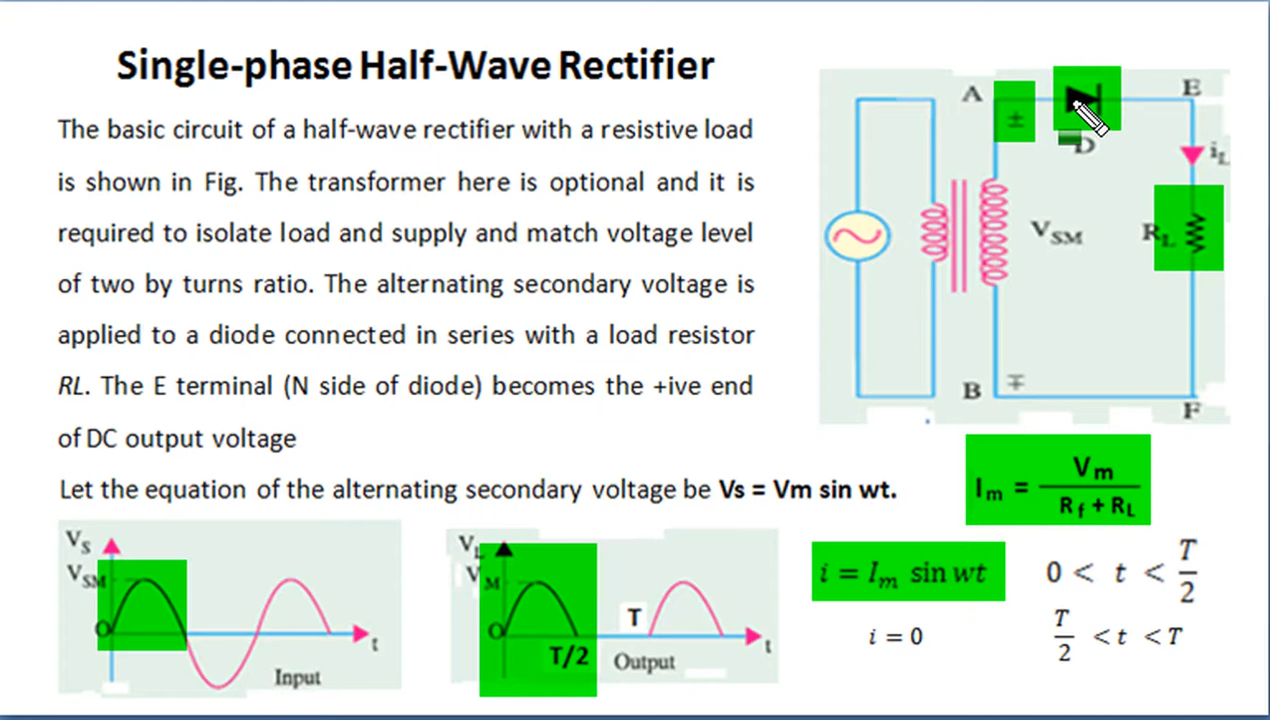 Single-phase Half-Wave Rectifier
The basic circuit of a half-wave rectifier with a resistive load
is shown in Fig. The transformer here is optional and it is
required to isolate load and supply and match voltage level
of two by turns ratio. The alternating secondary voltage is
applied to a diode connected in series with a load resistor
RL. The E terminal (N side of diode) becomes the +ive end
of DC output voltage
Let the equation of the alternating secondary voltage be Vs = Vm sin wt.
A ± E
D
iL
VSM RL
B ∓
F
Im = Vm / (Rf + RL)
VS
VSM
O
t
Input
VL
VM
T
O
t
T/2 Output
i = Im sin wt 0 < t < T/2
i = 0 T/2 < t < T